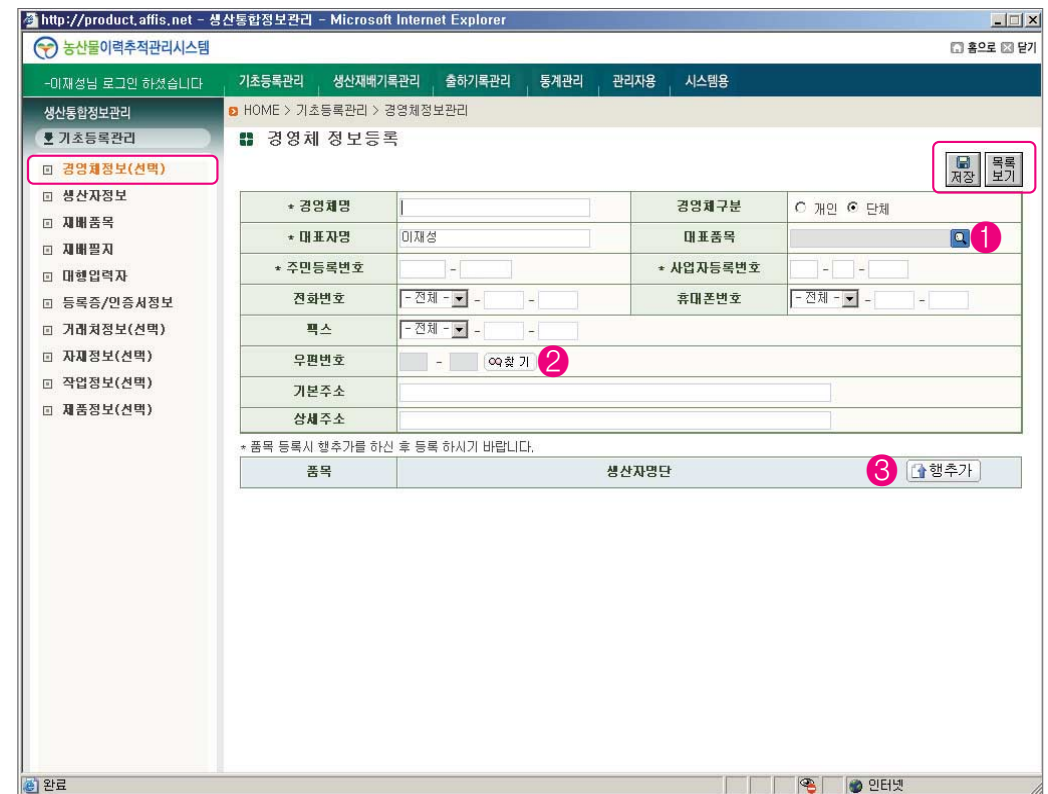 http://product.affis.net - 생산통합정보관리 - Microsoft Internet Explorer
농산물이력추적관리시스템
홈으로 닫기
-이재성님 로그인 하셨습니다
기초등록관리 생산재배기록관리 출하기록관리 통계관리 관리자용 시스템용
생산통합정보관리
HOME > 기초등록관리 > 경영체정보관리
기초등록관리
경영체 정보등록
경영체정보(선택)
생산자정보
재배품목
재배필지
대행입력자
등록증/인증서정보
거래처정보(선택)
자재정보(선택)
작업정보(선택)
제품정보(선택)
저장
목록
보기
* 경영체명 경영체구분 개인 단체
* 대표자명 이재성 대표품목 1
* 주민등록번호 - * 사업자등록번호 - -
전화번호 - 전체 - - - 휴대폰번호 - 전체 - - -
팩스 - 전체 - - -
우편번호 - 찾기 2
기본주소
상세주소
* 품목 등록시 행추가를 하신 후 등록 하시기 바랍니다.
품목 생산자명단 3 행추가
완료 인터넷